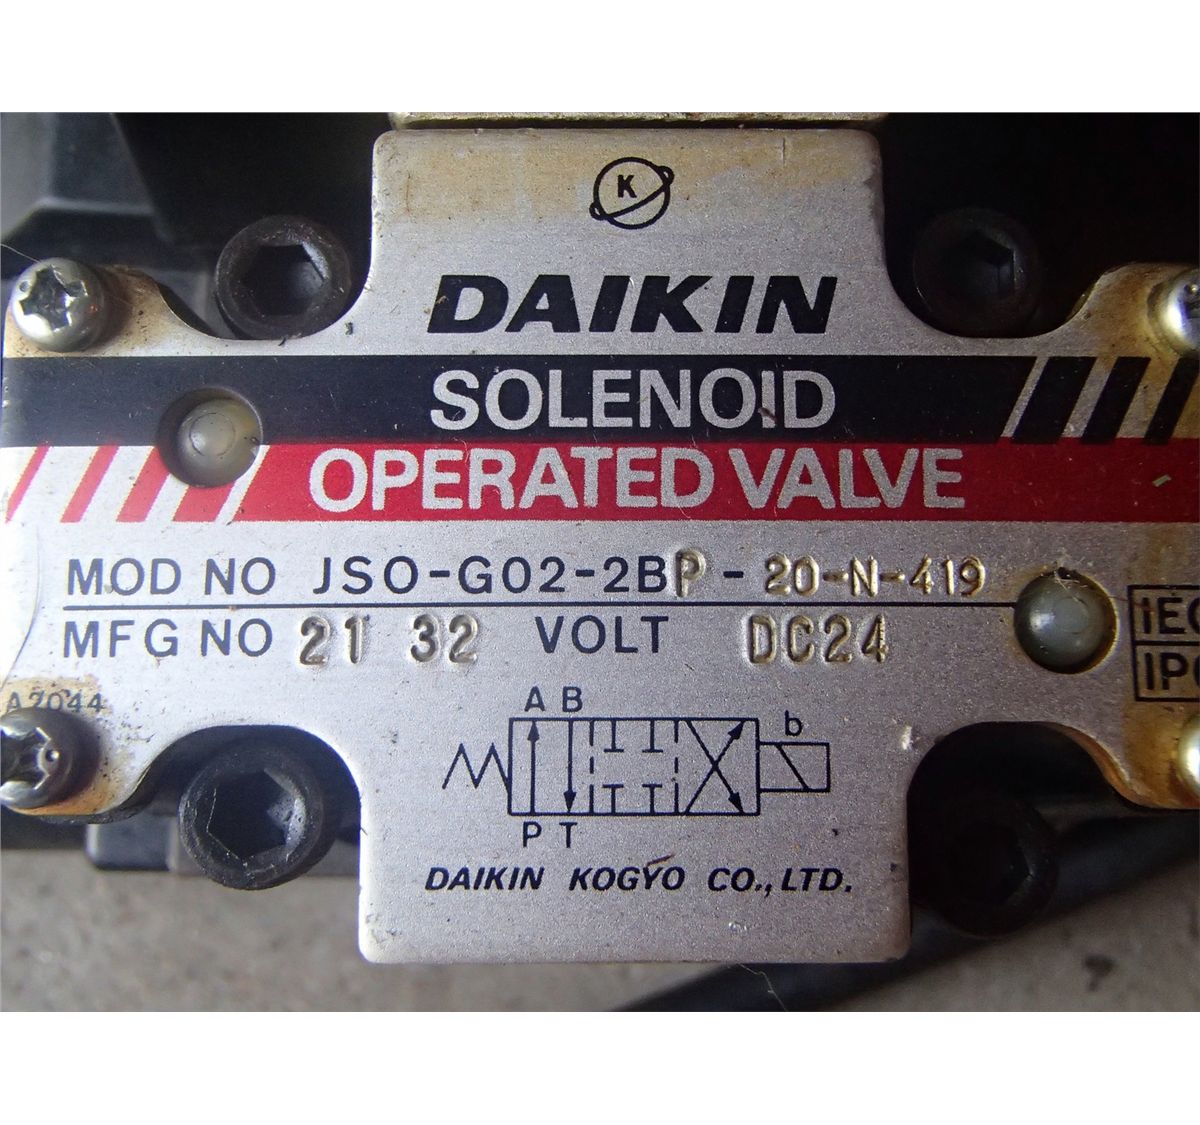 K
DAIKIN
SOLENOID
OPERATED VALVE
MOD NO JSO-G02-2BP-20-N-419
MFG NO 21 32 VOLT DC24
A7044
A B
b
P T
DAIKIN KOGYO CO., LTD.